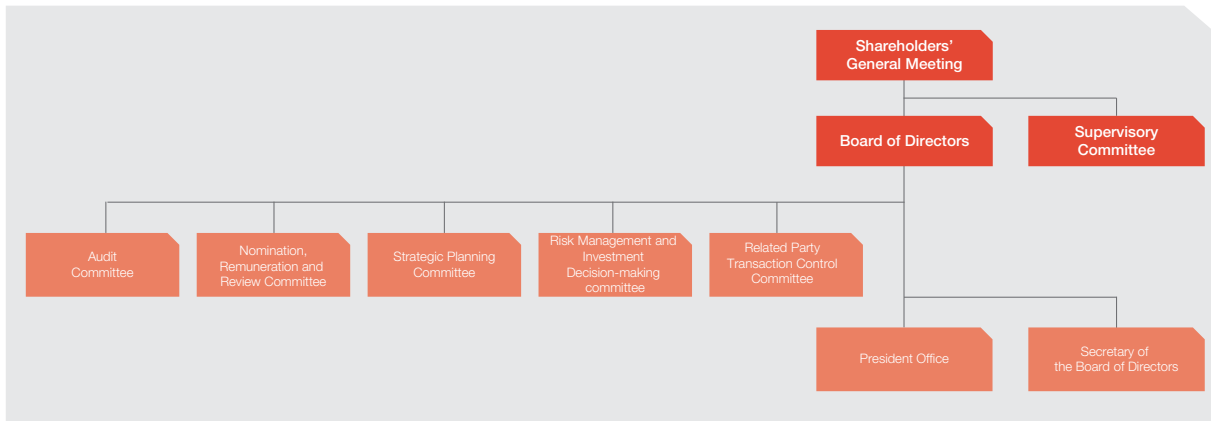 Shareholders'
General Meeting
Board of Directors
Supervisory
Committee
Audit
Committee
Nomination,
Remuneration and
Review Committee
Strategic Planning
Committee
Risk Management and
Investment
Decision-making
committee
Related Party
Transaction Control
Committee
President Office
Secretary of
the Board of Directors